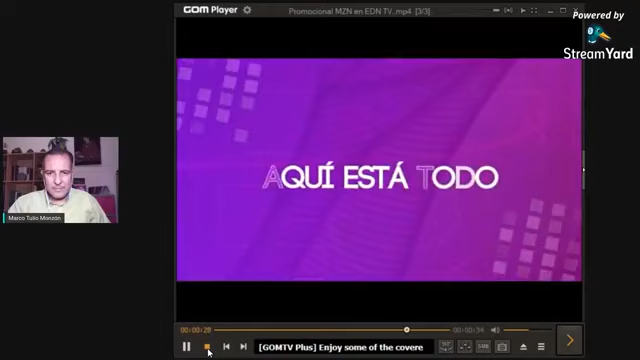 GOM Player
Promocional MZN en EDN TV..mp4 [3/3]
Powered by
StreamYard
AQUÍ ESTÁ TODO
Marco Tulio Monzón
00:00:28
00:00:34
[GOMTV Plus] Enjoy some of the covere